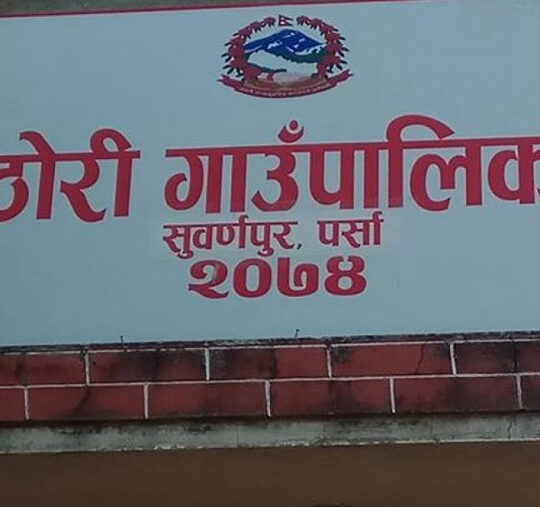 ठोरी गाउँपालिक
सुवर्णपुर, पर्सा
२०७४